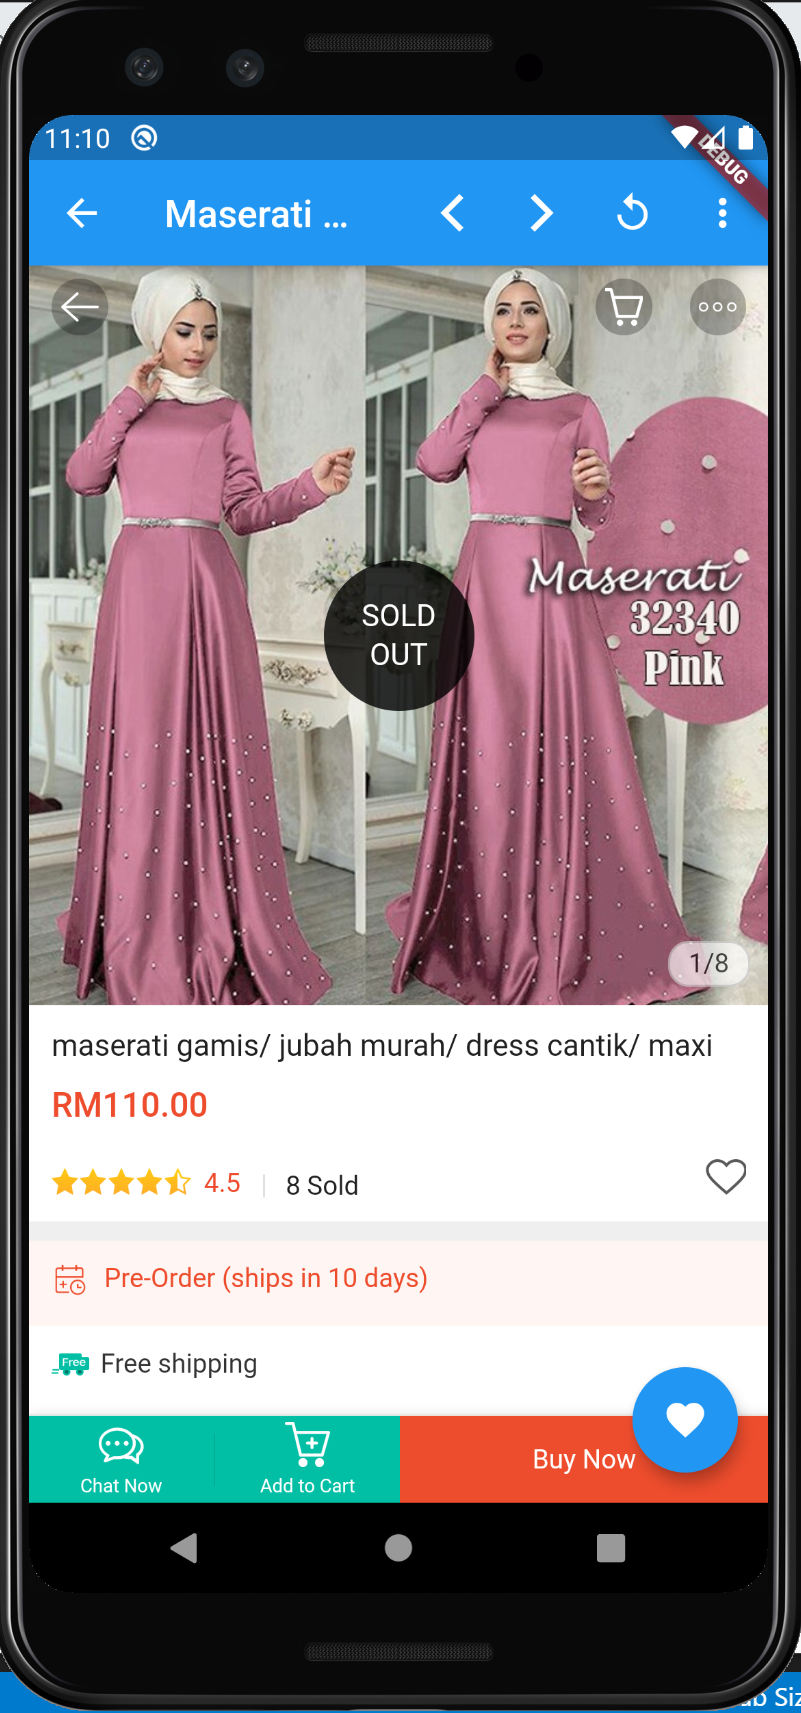 11:10
DEBUG
Maserati ...
Maserati
32340
Pink
SOLD
OUT
1/8
maserati gamis/ jubah murah/ dress cantik/ maxi
RM110.00
4.5 8 Sold
Pre-Order (ships in 10 days)
Free
Free shipping
Chat Now
Add to Cart
Buy Now